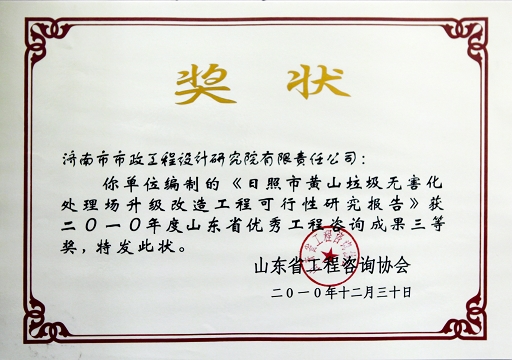 奖 状
济南市市政工程设计研究院有限责任公司：
你单位编制的《日照市黄山垃圾无害化
处理场升级改造工程可行性研究报告》获
二〇一〇年度山东省优秀工程咨询成果三等
奖，特发此状。
山东省工程咨询协会
二〇一〇年十二月三十日